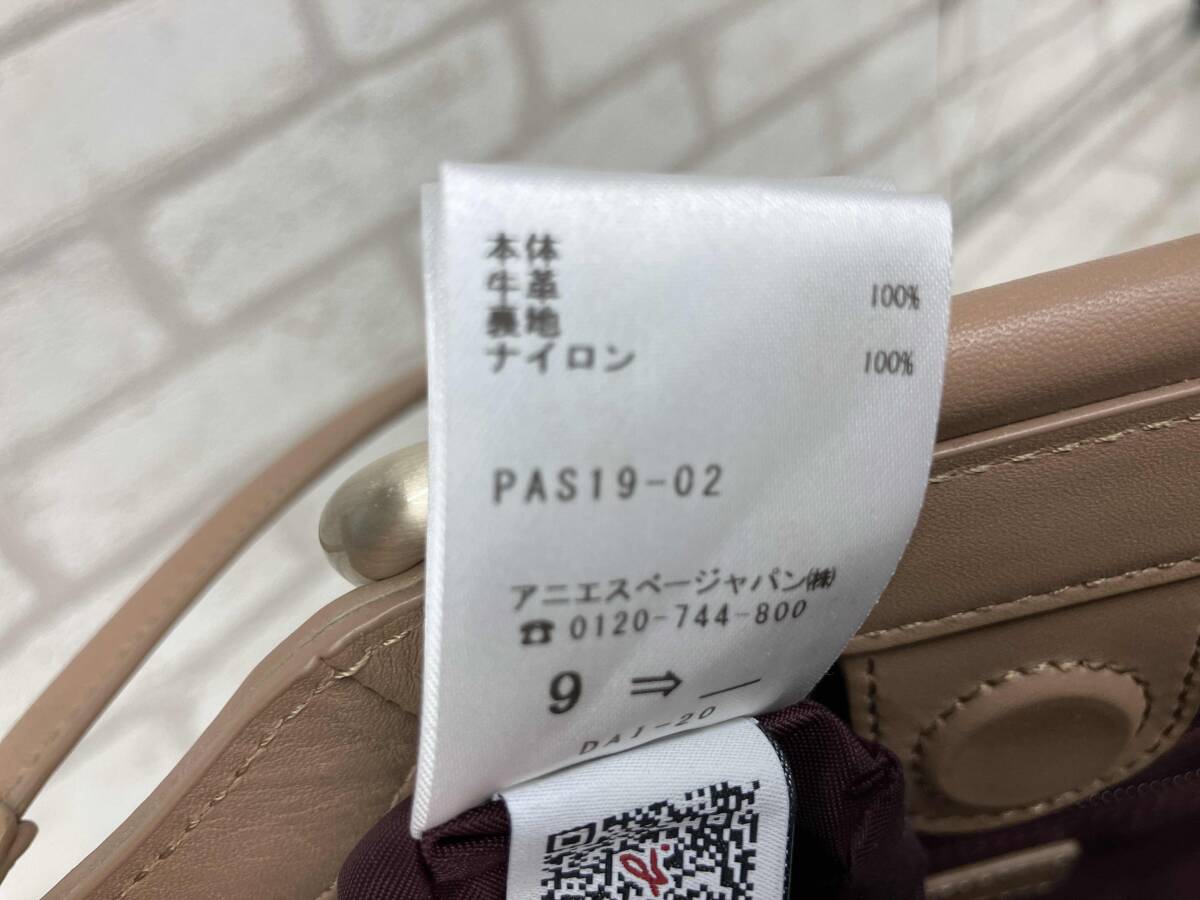 本体
牛革 100%
裏地
ナイロン 100%
PAS19-02
アニエスベージャパン㈱
☎ 0120-744-800
9 ⇒ —
DAJ-20
b.